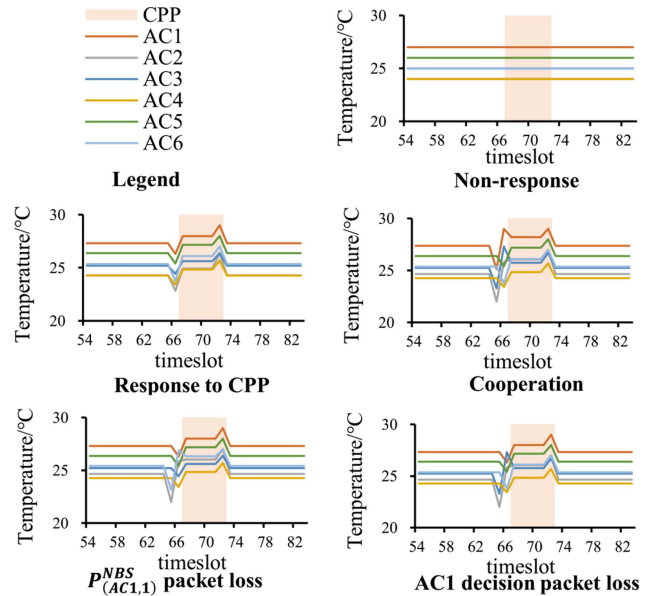 CPP
AC1
AC2
AC3
AC4
AC5
AC6
Legend
Temperature/°C
30
25
20
54 58 62 66 70 74 78 82
timeslot
Non-response
Temperature/°C
30
25
20
54 58 62 66 70 74 78 82
timeslot
Response to CPP
Temperature/°C
30
25
20
54 58 62 66 70 74 78 82
timeslot
Cooperation
Temperature/°C
30
25
20
54 58 62 66 70 74 78 82
timeslot
P^{NBS}_{(AC1,1)} packet loss
Temperature/°C
30
25
20
54 58 62 66 70 74 78 82
timeslot
AC1 decision packet loss